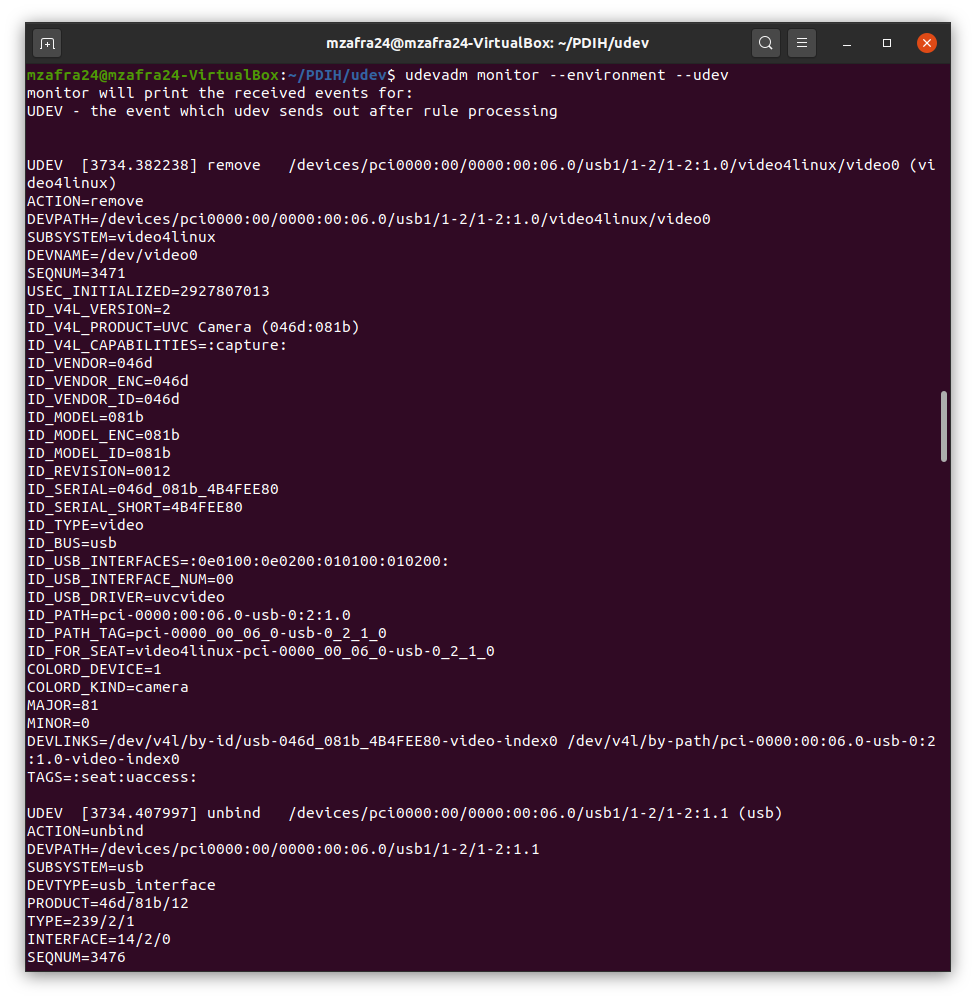 mzafra24@mzafra24-VirtualBox: ~/PDIH/udev
mzafra24@mzafra24-VirtualBox:~/PDIH/udev$ udevadm monitor --environment --udev
monitor will print the received events for:
UDEV - the event which udev sends out after rule processing
UDEV  [3734.382238] remove   /devices/pci0000:00/0000:00:06.0/usb1/1-2/1-2:1.0/video4linux/video0 (vi
deo4linux)
ACTION=remove
DEVPATH=/devices/pci0000:00/0000:00:06.0/usb1/1-2/1-2:1.0/video4linux/video0
SUBSYSTEM=video4linux
DEVNAME=/dev/video0
SEQNUM=3471
USEC_INITIALIZED=2927807013
ID_V4L_VERSION=2
ID_V4L_PRODUCT=UVC Camera (046d:081b)
ID_V4L_CAPABILITIES=:capture:
ID_VENDOR=046d
ID_VENDOR_ENC=046d
ID_VENDOR_ID=046d
ID_MODEL=081b
ID_MODEL_ENC=081b
ID_MODEL_ID=081b
ID_REVISION=0012
ID_SERIAL=046d_081b_4B4FEE80
ID_SERIAL_SHORT=4B4FEE80
ID_TYPE=video
ID_BUS=usb
ID_USB_INTERFACES=:0e0100:0e0200:010100:010200:
ID_USB_INTERFACE_NUM=00
ID_USB_DRIVER=uvcvideo
ID_PATH=pci-0000:00:06.0-usb-0:2:1.0
ID_PATH_TAG=pci-0000_00_06_0-usb-0_2_1_0
ID_FOR_SEAT=video4linux-pci-0000_00_06_0-usb-0_2_1_0
COLORD_DEVICE=1
COLORD_KIND=camera
MAJOR=81
MINOR=0
DEVLINKS=/dev/v4l/by-id/usb-046d_081b_4B4FEE80-video-index0 /dev/v4l/by-path/pci-0000:00:06.0-usb-0:2
:1.0-video-index0
TAGS=:seat:uaccess:
UDEV  [3734.407997] unbind   /devices/pci0000:00/0000:00:06.0/usb1/1-2/1-2:1.1 (usb)
ACTION=unbind
DEVPATH=/devices/pci0000:00/0000:00:06.0/usb1/1-2/1-2:1.1
SUBSYSTEM=usb
DEVTYPE=usb_interface
PRODUCT=46d/81b/12
TYPE=239/2/1
INTERFACE=14/2/0
SEQNUM=3476